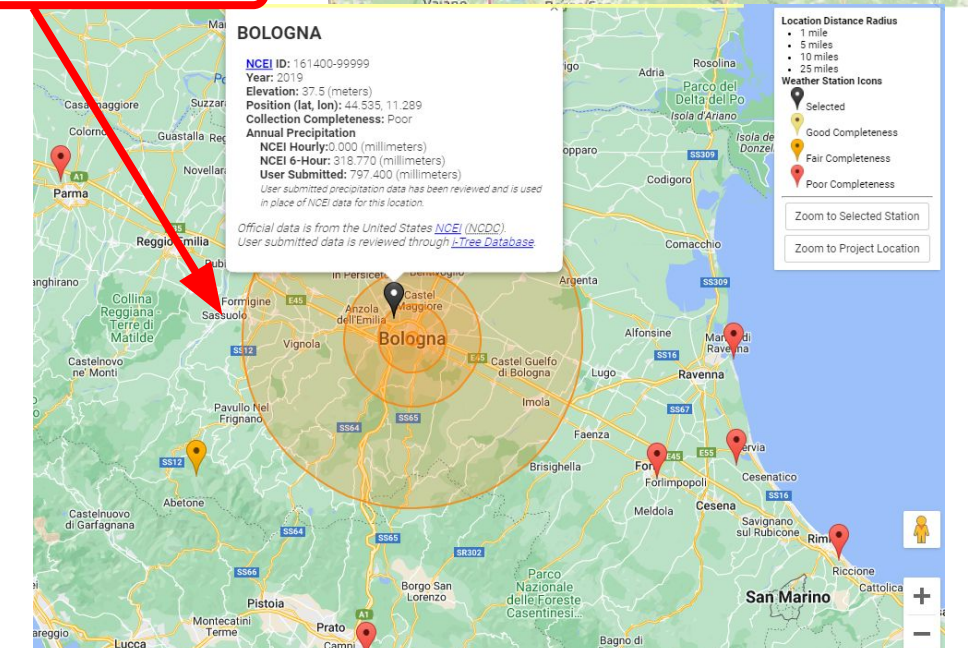 BOLOGNA
NCEI ID: 161400-99999
Year: 2019
Elevation: 37.5 (meters)
Position (lat, lon): 44.535, 11.289
Collection Completeness: Poor
Annual Precipitation
NCEI Hourly:0.000 (millimeters)
NCEI 6-Hour: 318.770 (millimeters)
User Submitted: 797.400 (millimeters)
User submitted precipitation data has been reviewed and is used
in place of NCEI data for this location.
Official data is from the United States NCEI (NCDC).
User submitted data is reviewed through i-Tree Database.
Location Distance Radius
• 1 mile
• 5 miles
• 10 miles
• 25 miles
Weather Station Icons
Selected
Good Completeness
Fair Completeness
Poor Completeness
Zoom to Selected Station
Zoom to Project Location
Vaiano
Adria
Rosolina
Parco del
Delta del Po
Isola d'Ariano
Casalmaggiore
Colorno
Guastalla
A1
Parma
SS309
Codigoro
Reggio Emilia
Comacchio
Argenta
SS309
Collina
Reggiana -
Terre di
Matilde
Formigine
Sassuolo
E45
Anzola
dell'Emilia
Castel
Maggiore
Bologna
SS12
Vignola
E45
Castel Guelfo
di Bologna
Alfonsine
SS16
Lugo
Ravenna
Castelnovo
ne' Monti
Imola
Pavullo Nel
Frignano
SS64
SS65
SS67
Faenza
E45
E55
Forlimpopoli
Cesenatico
SS12
Brisighella
Abetone
Meldola
Cesena
SS16
Savignano
sul Rubicone
Castelnuovo
di Garfagnana
SS64
SS65
SR302
SS66
Riccione
Cattolica
Parco
Nazionale
delle Foreste
Casentinesi...
San Marino
Borgo San
Lorenzo
Pistoia
A1
Montecatini
Terme
Prato
Lucca
Campi
Bagno di
+
−